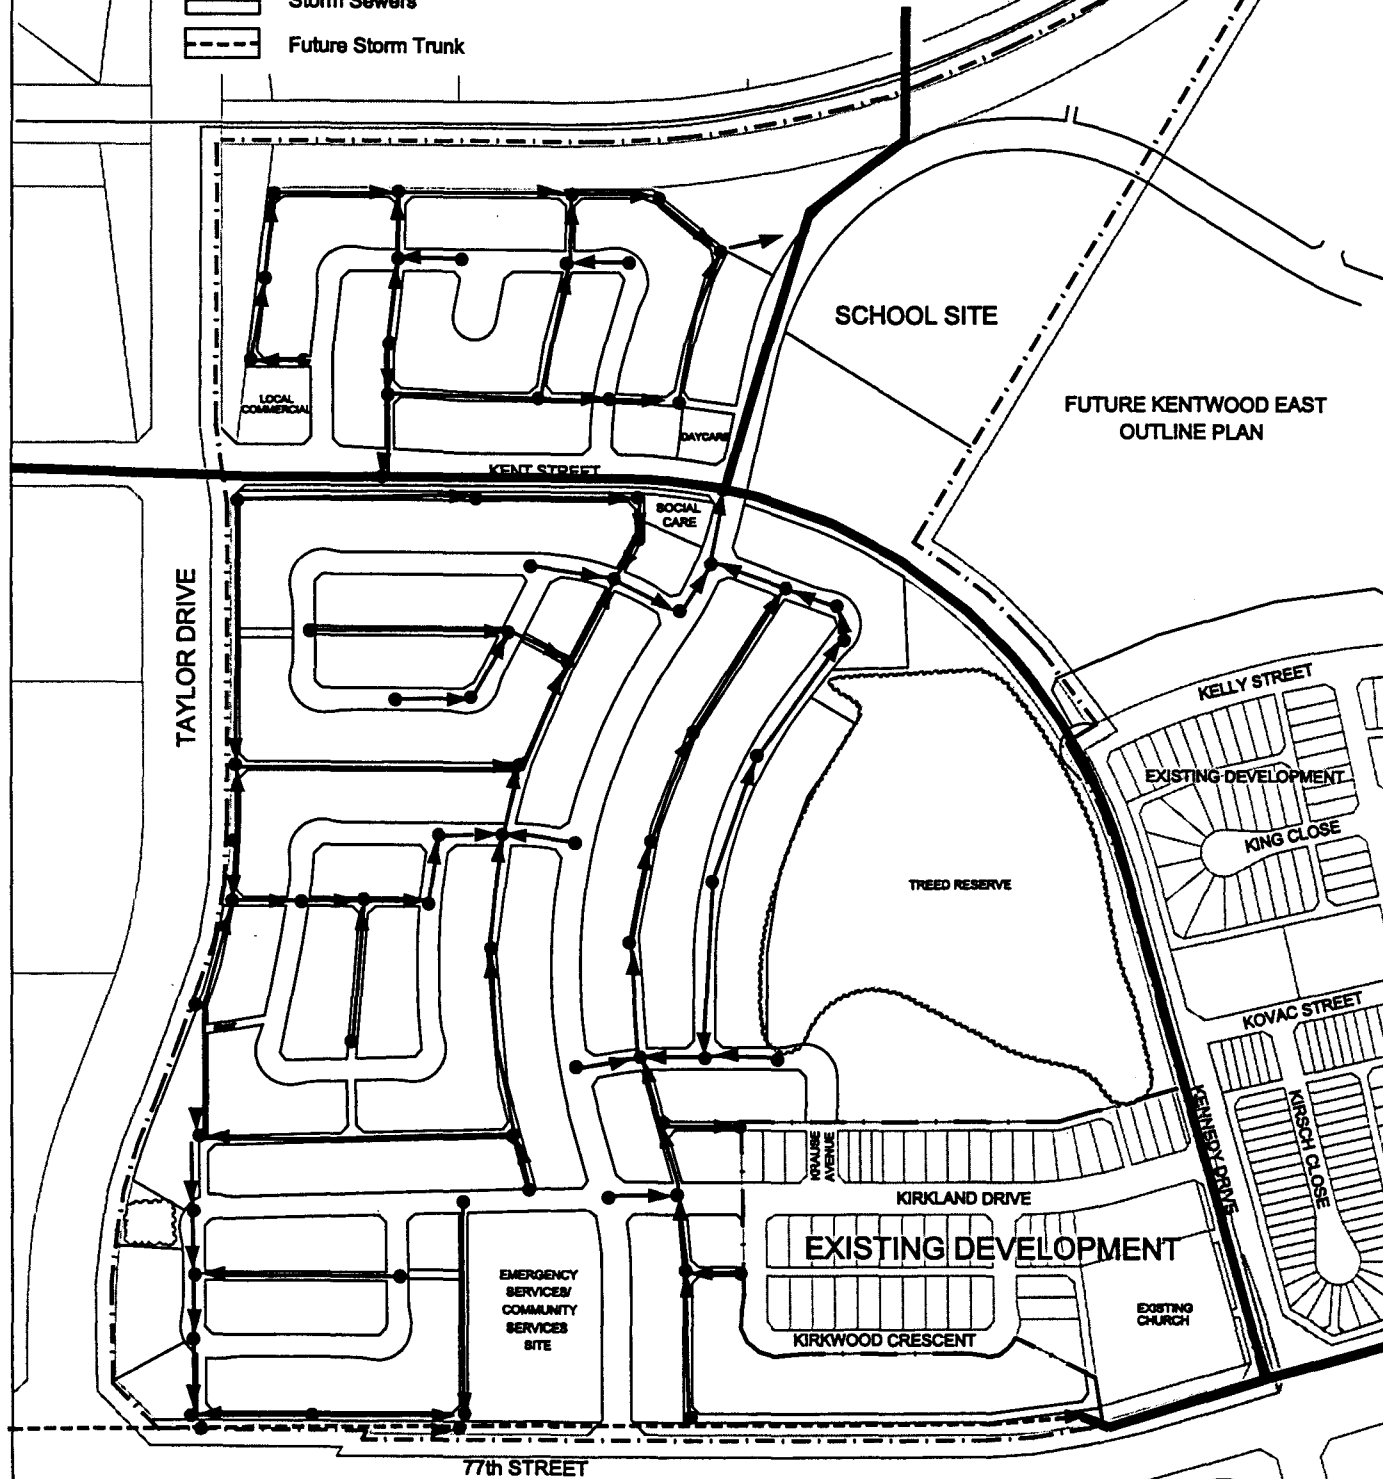 Storm Sewers
Future Storm Trunk
SCHOOL SITE
LOCAL
COMMERCIAL
FUTURE KENTWOOD EAST
OUTLINE PLAN
DAYCARE
KENT STREET
SOCIAL
CARE
TAYLOR DRIVE
KELLY STREET
EXISTING DEVELOPMENT
KING CLOSE
TREED RESERVE
KOVAC STREET
KENNEDY DRIVE
KIRSCH CLOSE
KRAUSE
AVENUE
KIRKLAND DRIVE
EXISTING DEVELOPMENT
EMERGENCY
SERVICES/
COMMUNITY
SERVICES
SITE
EXISTING
CHURCH
KIRKWOOD CRESCENT
77th STREET